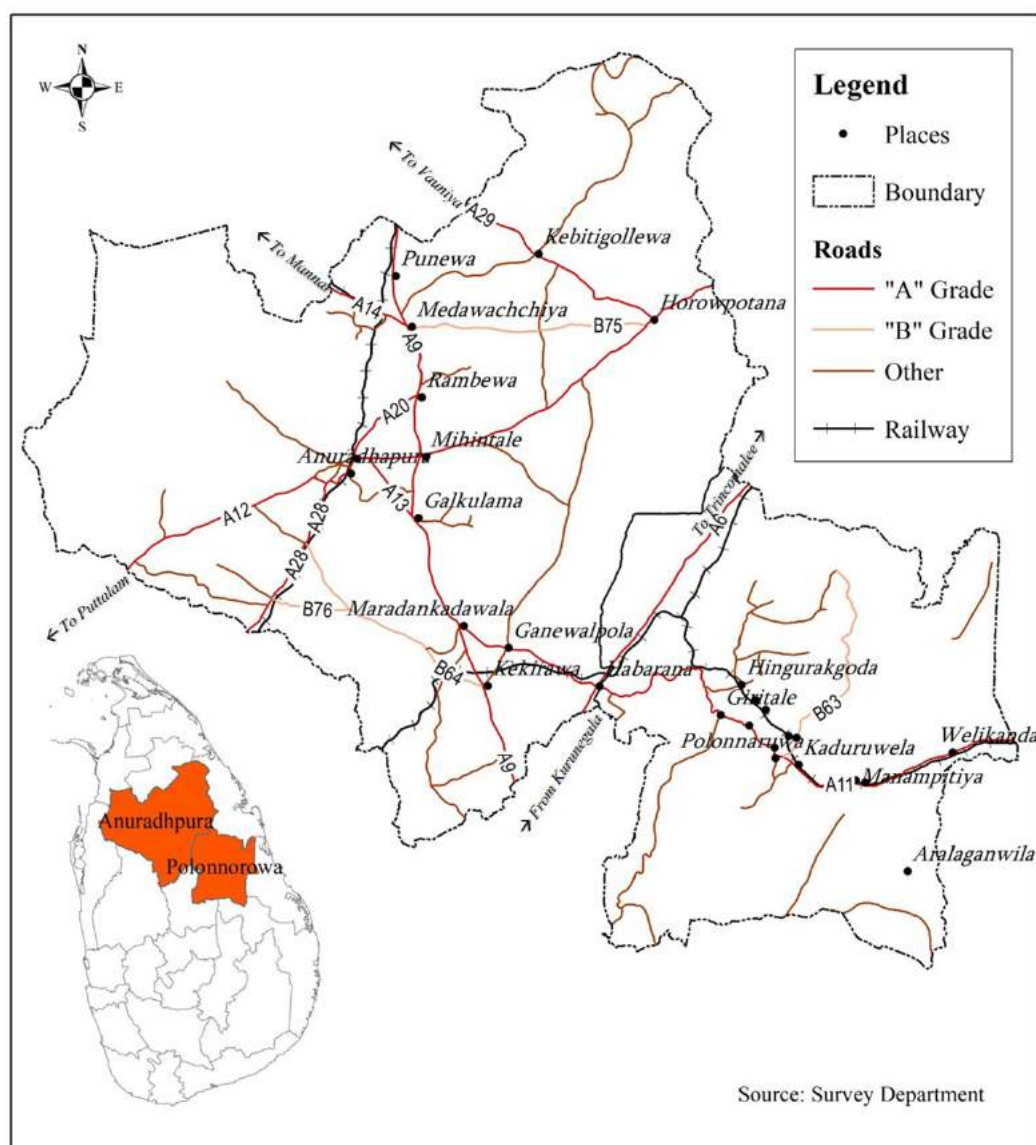 N
W E
S
Legend
Places
Boundary
Roads
"A" Grade
"B" Grade
Other
Railway
To Vauniya
A29
Kebitigollewa
To Mannar
Punewa
A14
Medawachchiya
Horowpotana
B75
A9
Rambewa
A20
Mihintale
Anuradhapura
A13
Galkulama
A12
A28
A28
To Trincomalee
A6
To Puttalam
B76
Maradankadawala
Ganewalpola
B64
Kekirawa
Habarana
Hingurakgoda
Giritale
B63
Polonnaruwa
Kaduruwela
Welikanda
A9
From Kurunegala
A11
Manampitiya
Aralaganwila
Anuradhpura
Polonnorowa
Source: Survey Department